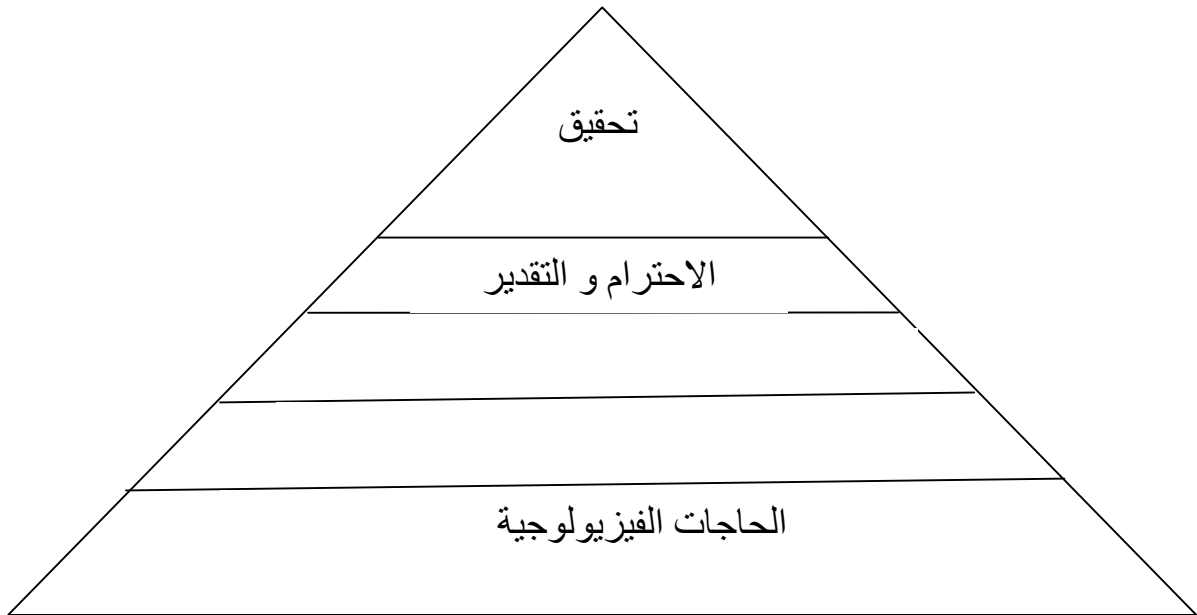 تحقيق
الاحترام و التقدير
الحاجات الفيزيولوجية